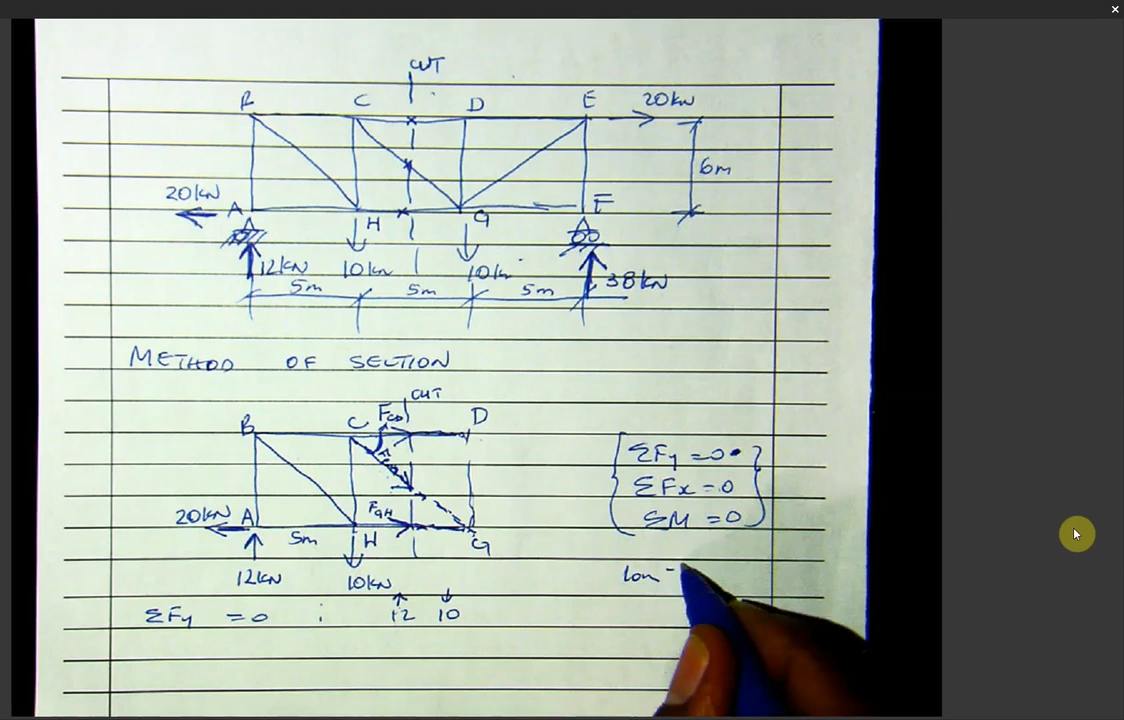 CUT
B C D E 20kN
6m
20kN A H G F
12kN 10kN 10kN 38kN
5m 5m 5m
METHOD OF SECTION
CUT
B C FCD D
ΣFy =0
FGH ΣFx =0
20kN A 5m H G ΣM =0
12kN 10kN
ΣFy =0 : 12 10